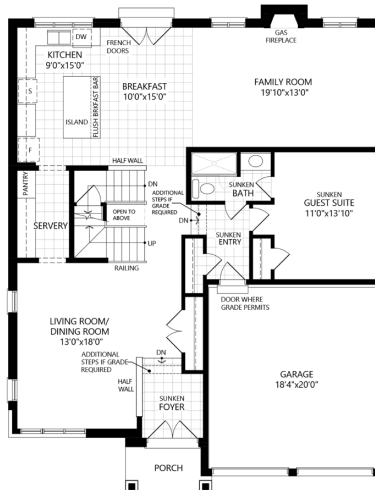 KITCHEN
9'0"x15'0"
DW
FRENCH
DOORS
GAS
FIREPLACE
BREAKFAST
10'0"x15'0"
FAMILY ROOM
19'10"x13'0"
S
ISLAND
FLUSH BRKFAST BAR
F
HALF WALL
PANTRY
SERVERY
DN
OPEN TO
ABOVE
UP
RAILING
ADDITIONAL
STEPS IF
GRADE
REQUIRED
DN
SUNKEN
BATH
SUNKEN
GUEST SUITE
11'0"x13'10"
SUNKEN
ENTRY
DOOR WHERE
GRADE PERMITS
LIVING ROOM/
DINING ROOM
13'0"x18'0"
ADDITIONAL
STEPS IF GRADE
REQUIRED
DN
HALF
WALL
SUNKEN
FOYER
GARAGE
18'4"x20'0"
PORCH